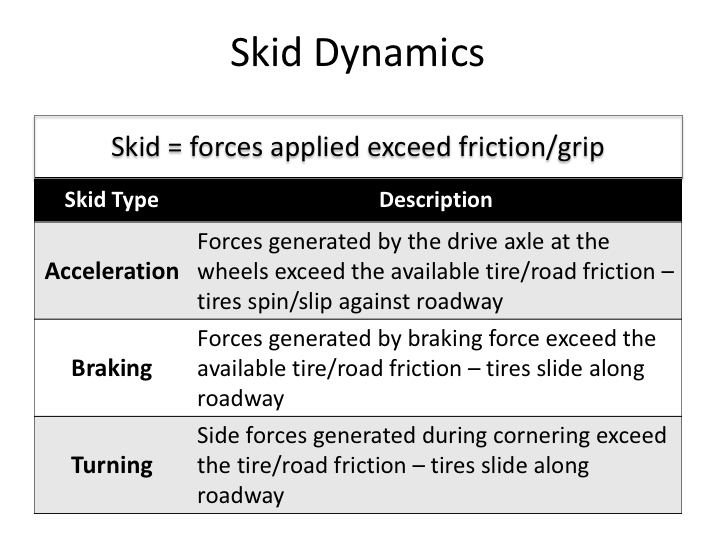 Skid Dynamics
Skid = forces applied exceed friction/grip
Skid Type Description
Acceleration
Forces generated by the drive axle at the
wheels exceed the available tire/road friction –
tires spin/slip against roadway
Braking
Forces generated by braking force exceed the
available tire/road friction – tires slide along
roadway
Turning
Side forces generated during cornering exceed
the tire/road friction – tires slide along
roadway